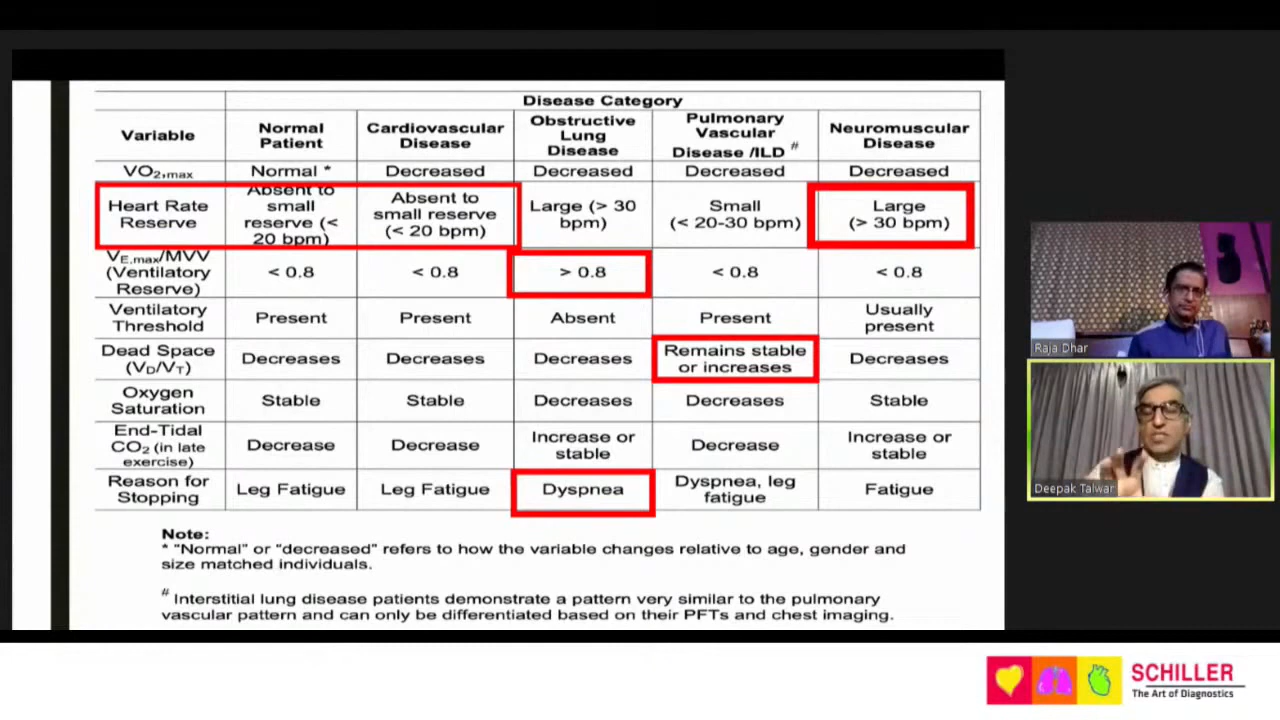 Disease Category
Variable
Normal
Patient
Cardiovascular
Disease
Obstructive
Lung
Disease
Pulmonary
Vascular
Disease /ILD #
Neuromuscular
Disease
VO2,max
Normal *
Decreased
Decreased
Decreased
Decreased
Heart Rate
Reserve
Absent to
small
reserve (<
20 bpm)
Absent to
small reserve
(< 20 bpm)
Large (> 30
bpm)
Small
(< 20-30 bpm)
Large
(> 30 bpm)
VE,max/MVV
(Ventilatory
Reserve)
< 0.8
< 0.8
> 0.8
< 0.8
< 0.8
Ventilatory
Threshold
Present
Present
Absent
Present
Usually
present
Dead Space
(VD/VT)
Decreases
Decreases
Decreases
Remains stable
or increases
Decreases
Oxygen
Saturation
Stable
Stable
Decreases
Decreases
Stable
End-Tidal
CO2 (in late
exercise)
Decrease
Decrease
Increase or
stable
Decrease
Increase or
stable
Reason for
Stopping
Leg Fatigue
Leg Fatigue
Dyspnea
Dyspnea, leg
fatigue
Fatigue
Note:
* "Normal" or "decreased" refers to how the variable changes relative to age, gender and
size matched individuals.
# Interstitial lung disease patients demonstrate a pattern very similar to the pulmonary
vascular pattern and can only be differentiated based on their PFTs and chest imaging.
Raja Dhar
Deepak Talwar
SCHILLER
The Art of Diagnostics